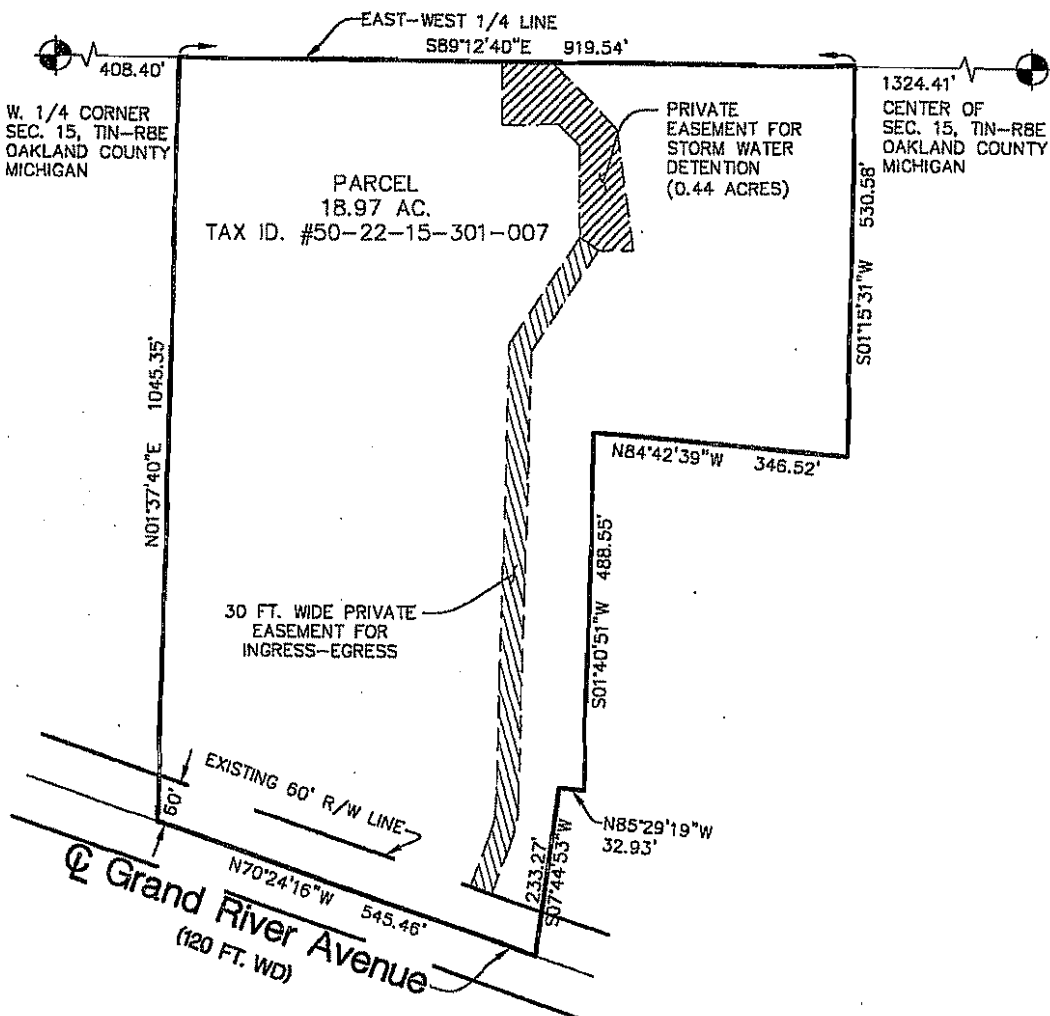 EAST-WEST 1/4 LINE
S89°12'40"E 919.54'
408.40'
1324.41'
W. 1/4 CORNER
SEC. 15, T1N-R8E
OAKLAND COUNTY
MICHIGAN
CENTER OF
SEC. 15, T1N-R8E
OAKLAND COUNTY
MICHIGAN
PRIVATE
EASEMENT FOR
STORM WATER
DETENTION
(0.44 ACRES)
PARCEL
18.97 AC.
TAX ID. #50-22-15-301-007
S01°15'31"W 530.58'
N01°37'40"E 1045.35'
N84°42'39"W 346.52'
S01°40'51"W 488.55'
30 FT. WIDE PRIVATE
EASEMENT FOR
INGRESS-EGRESS
EXISTING 60' R/W LINE
60'
N85°29'19"W
32.93'
233.27'
S07°44'53"W
N70°24'16"W 545.46'
℄ Grand River Avenue
(120 FT. WD)